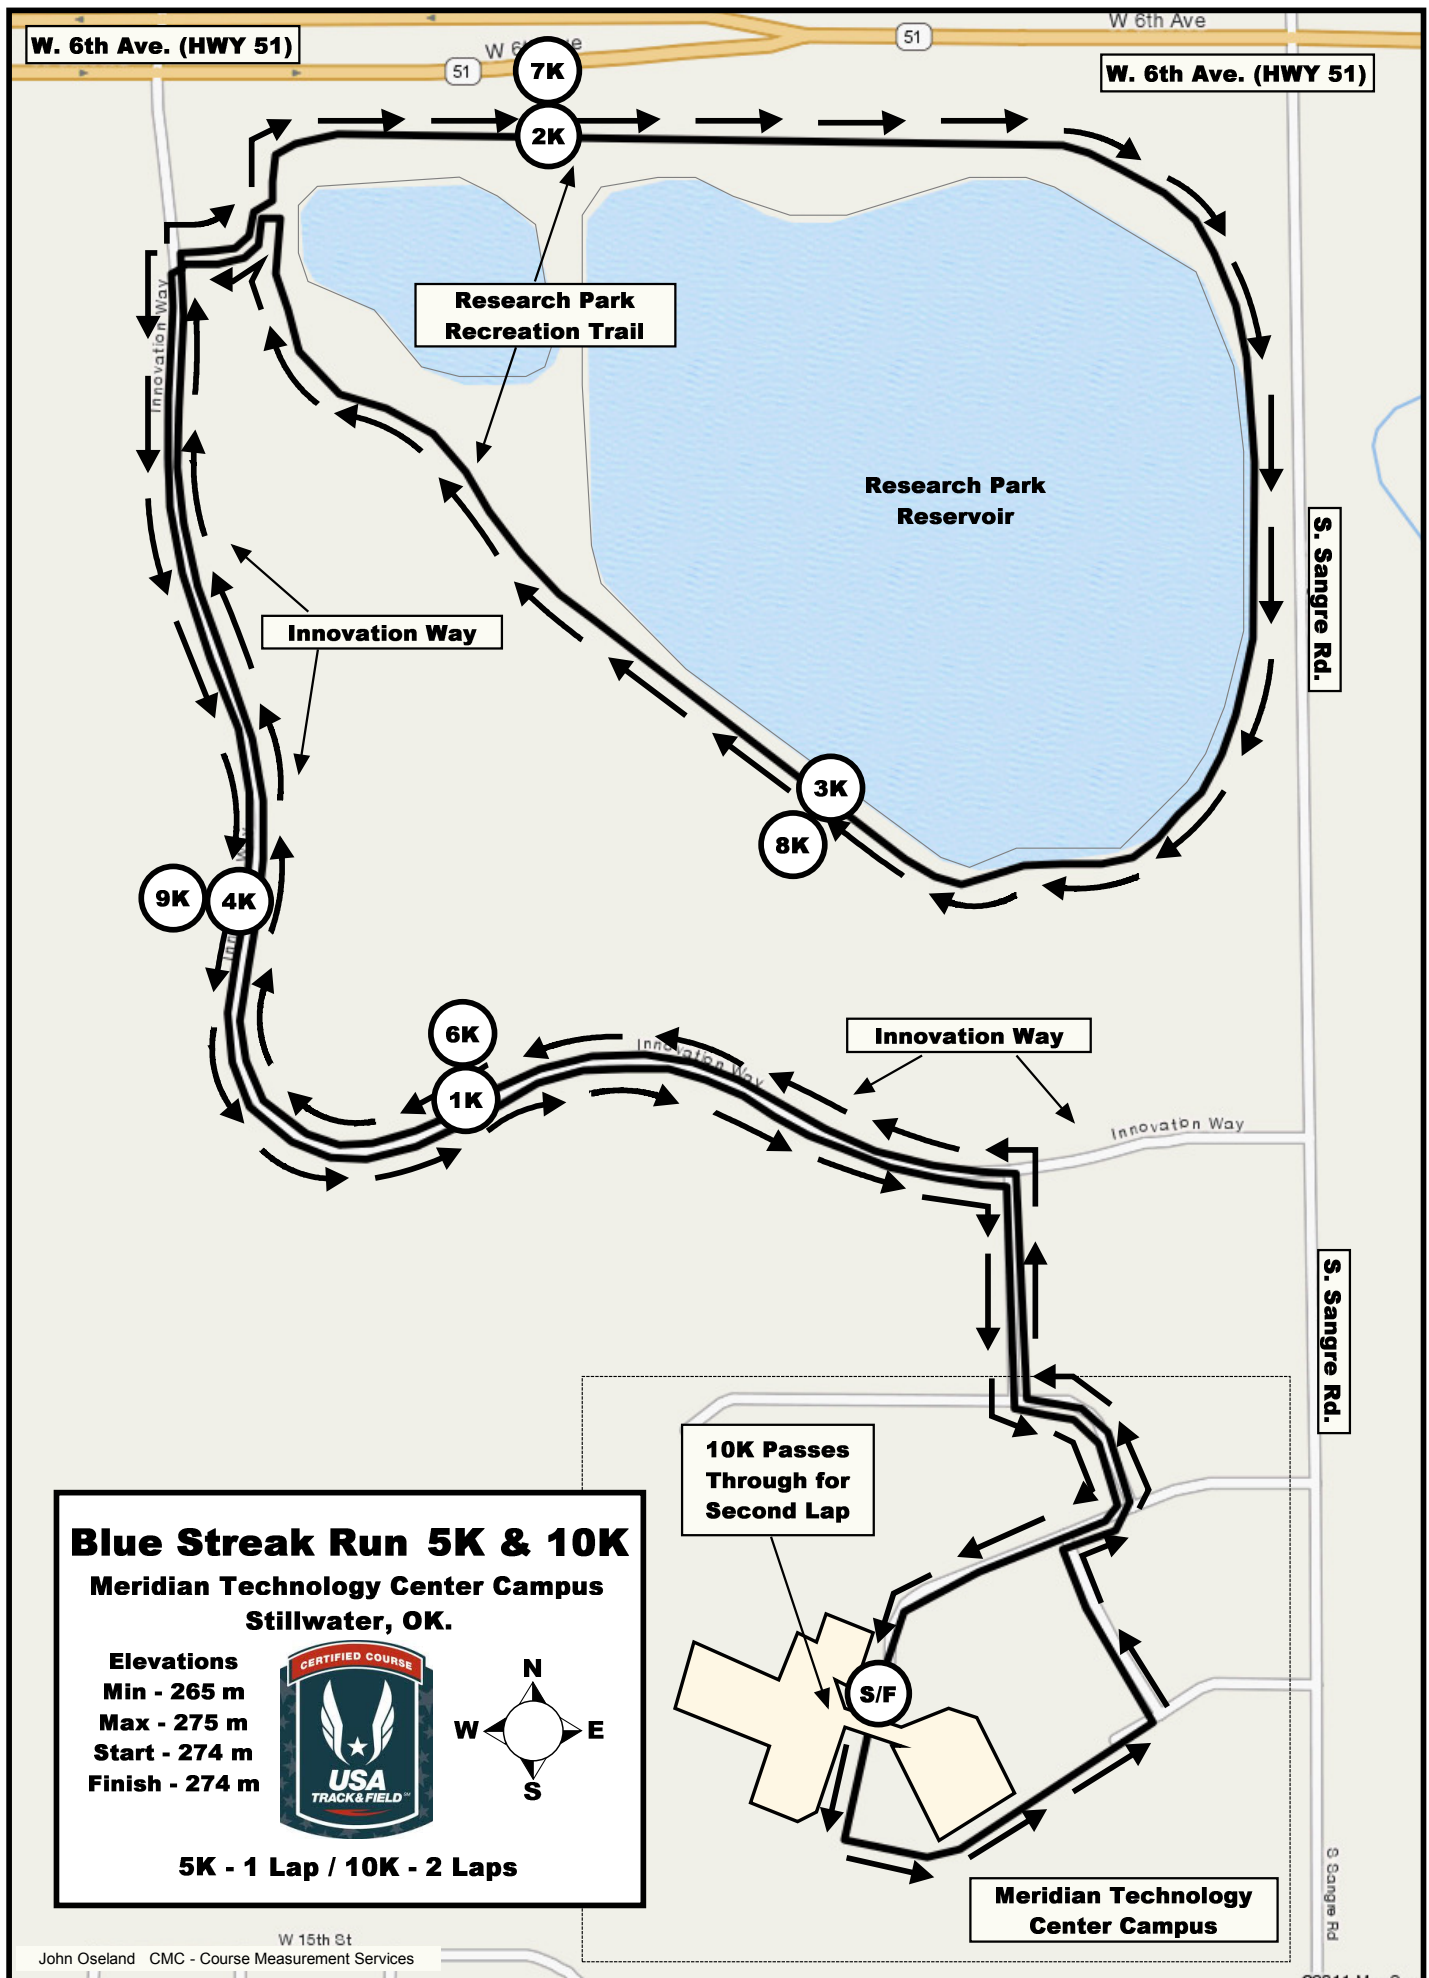 W 6th Ave
W. 6th Ave. (HWY 51)
51
51
W. 6th Ave. (HWY 51)
7K
2K
Innovation Way
Research Park
Recreation Trail
Research Park
Reservoir
S. Sangre Rd.
Innovation Way
3K
8K
9K
4K
6K
1K
Innovation Way
Innovation Way
Innovation Way
S. Sangre Rd.
10K Passes
Through for
Second Lap
S/F
Blue Streak Run 5K & 10K
Meridian Technology Center Campus
Stillwater, OK.
Elevations
Min - 265 m
Max - 275 m
Start - 274 m
Finish - 274 m
CERTIFIED COURSE
USA
TRACK & FIELD
N
W
E
S
5K - 1 Lap / 10K - 2 Laps
Meridian Technology
Center Campus
S Sangre Rd
W 15th St
John Oseland CMC - Course Measurement Services